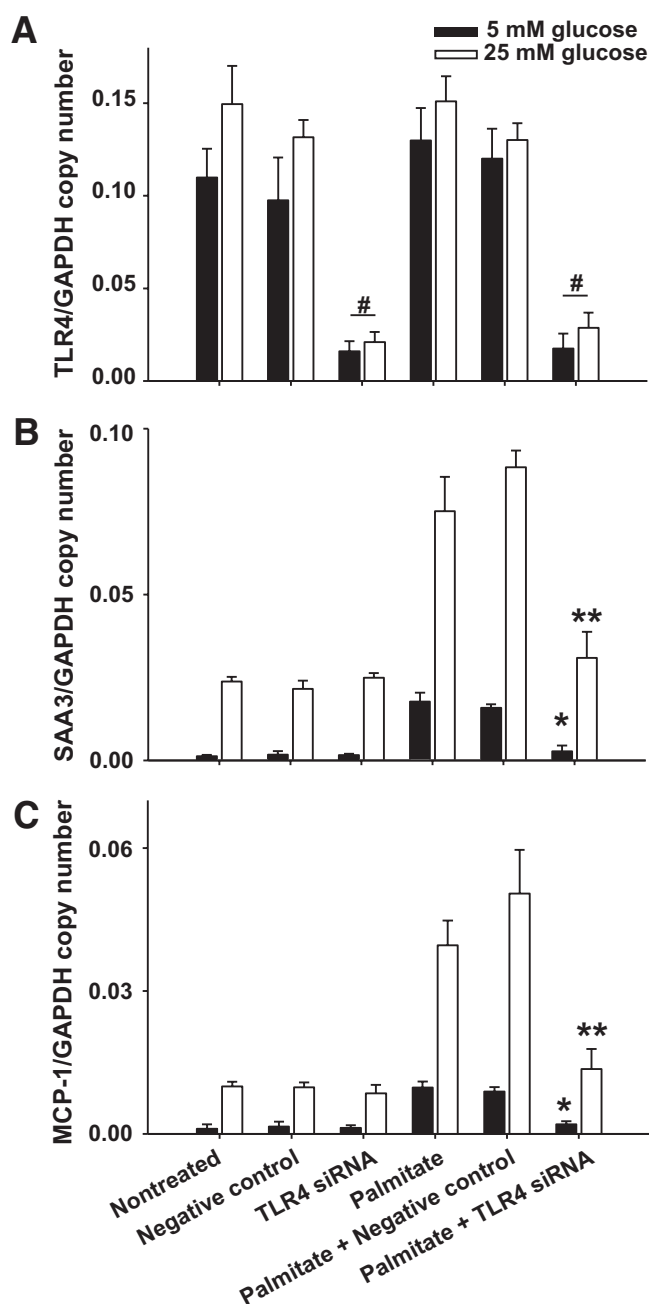 A
5 mM glucose
25 mM glucose
TLR4/GAPDH copy number
0.15
0.10
0.05
0.00
#
#
B
SAA3/GAPDH copy number
0.10
0.05
0.00
*
**
C
MCP-1/GAPDH copy number
0.06
0.03
0.00
*
**
Nontreated
Negative control
TLR4 siRNA
Palmitate
Palmitate + Negative control
Palmitate + TLR4 siRNA